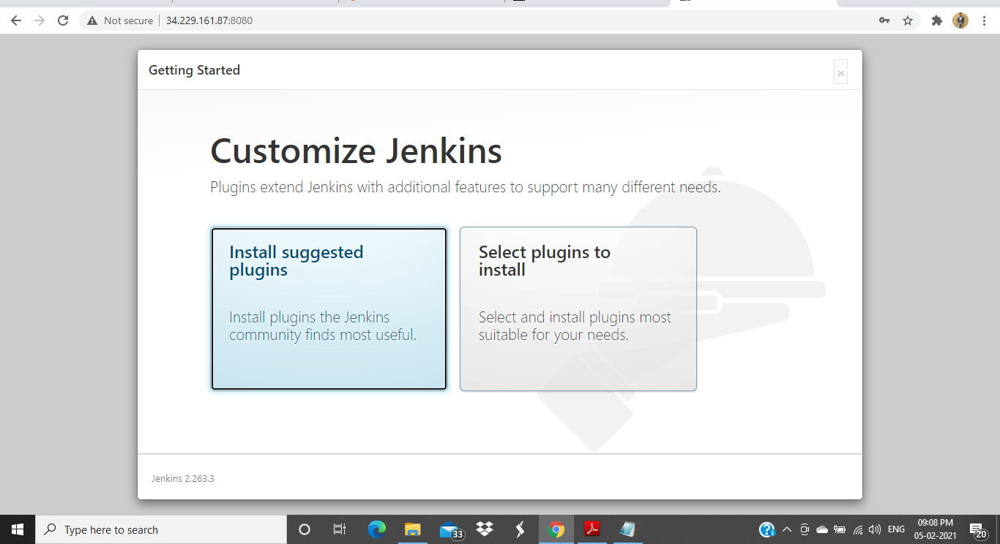 Not secure
34.229.161.87:8080
Getting Started
×
Customize Jenkins
Plugins extend Jenkins with additional features to support many different needs.
Install suggested
plugins
Install plugins the Jenkins
community finds most useful.
Select plugins to
install
Select and install plugins most
suitable for your needs.
Jenkins 2.263.3
Type here to search
33
ENG
09:08 PM
05-02-2021
20